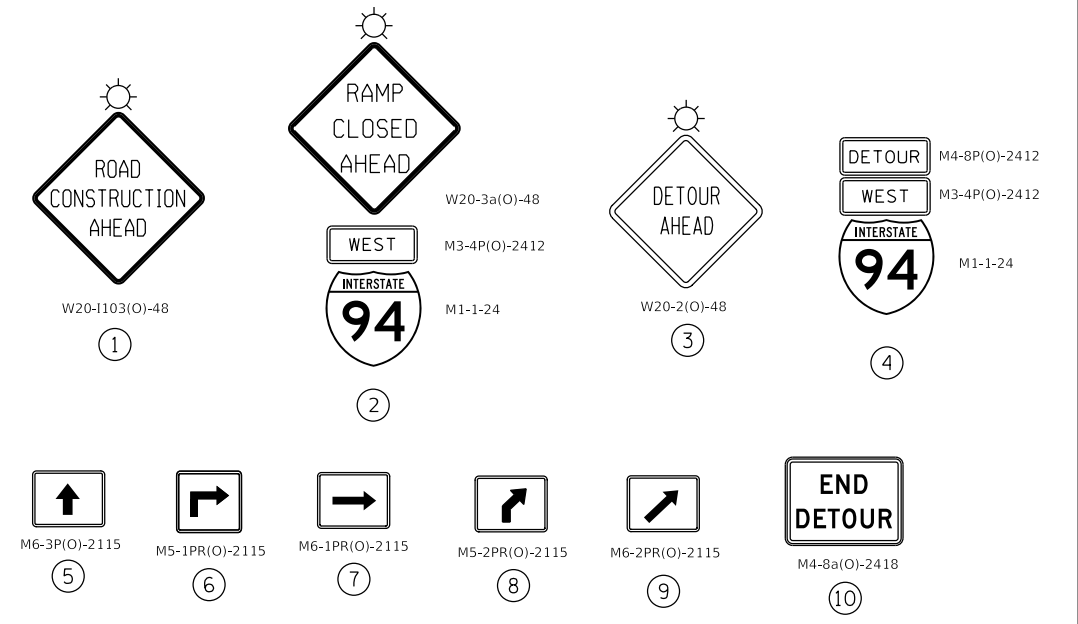 ROAD
CONSTRUCTION
AHEAD
W20-I103(O)-48
1
RAMP
CLOSED
AHEAD
W20-3a(O)-48
WEST
M3-4P(O)-2412
INTERSTATE
94
M1-1-24
2
DETOUR
AHEAD
W20-2(O)-48
3
DETOUR
M4-8P(O)-2412
WEST
M3-4P(O)-2412
INTERSTATE
94
M1-1-24
4
M6-3P(O)-2115
5
M5-1PR(O)-2115
6
M6-1PR(O)-2115
7
M5-2PR(O)-2115
8
M6-2PR(O)-2115
9
END
DETOUR
M4-8a(O)-2418
10